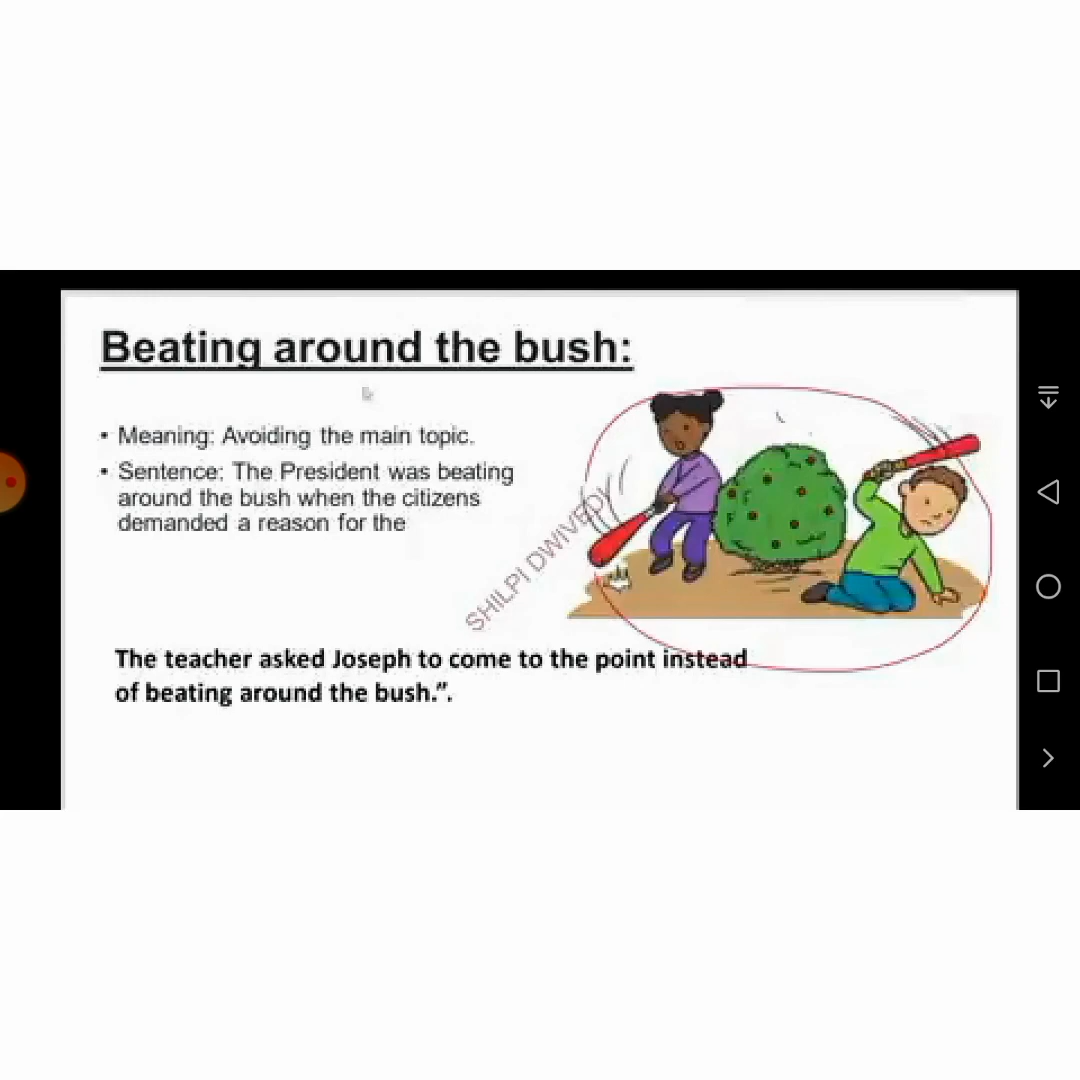 Beating around the bush:
• Meaning: Avoiding the main topic.
• Sentence: The President was beating
around the bush when the citizens
demanded a reason for the
SHILPI DWIVEDY
The teacher asked Joseph to come to the point instead
of beating around the bush.”.